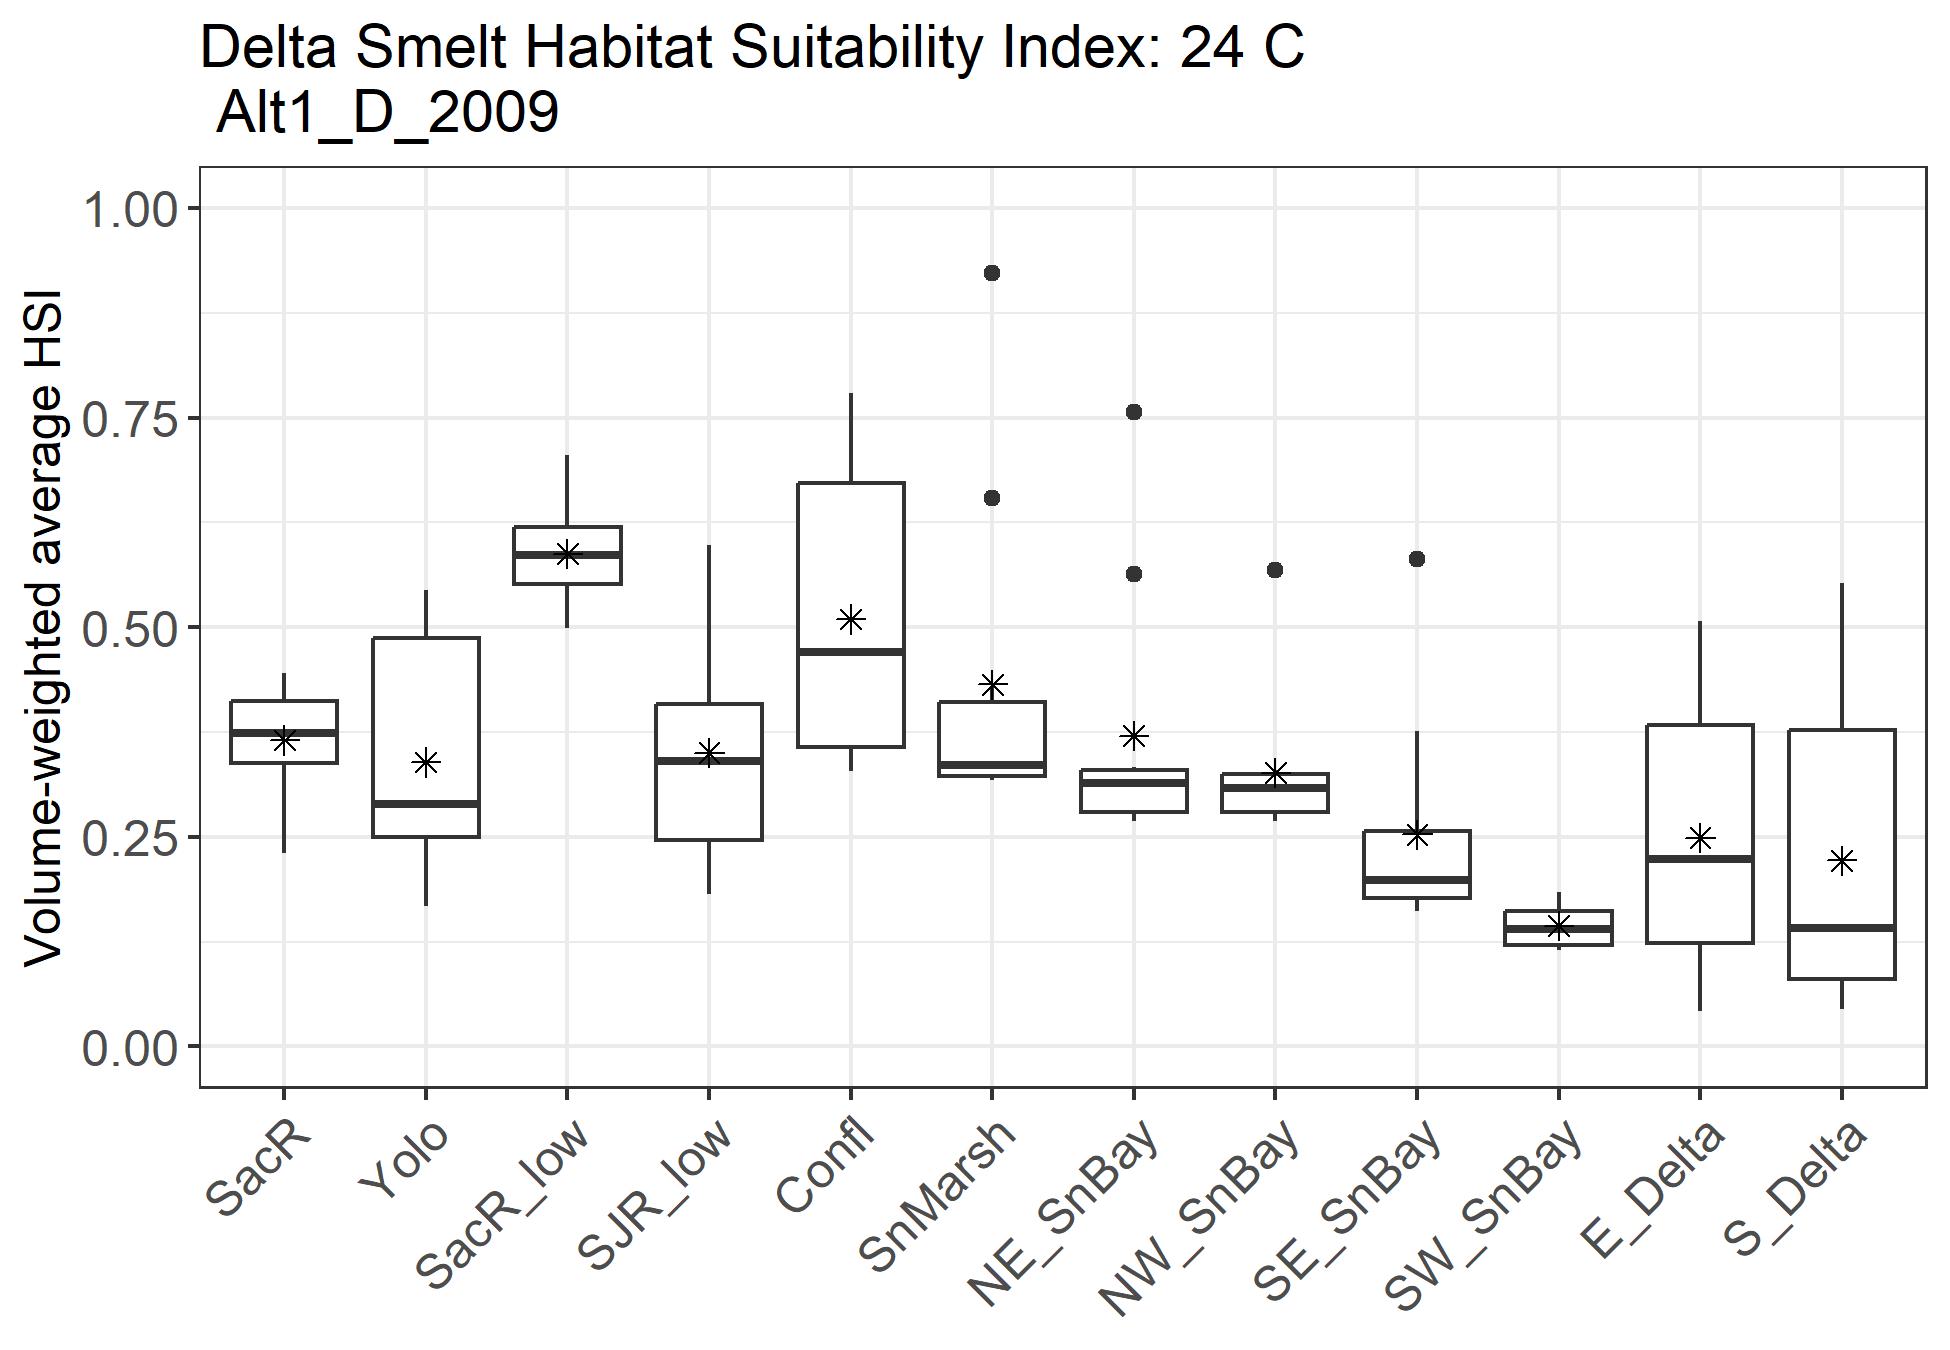 Delta Smelt Habitat Suitability Index: 24 C
Alt1_D_2009
Volume-weighted average HSI
1.00
0.75
0.50
0.25
0.00
SacR
Yolo
SacR_low
SJR_low
Confl
SnMarsh
NE_SnBay
NW_SnBay
SE_SnBay
SW_SnBay
E_Delta
S_Delta